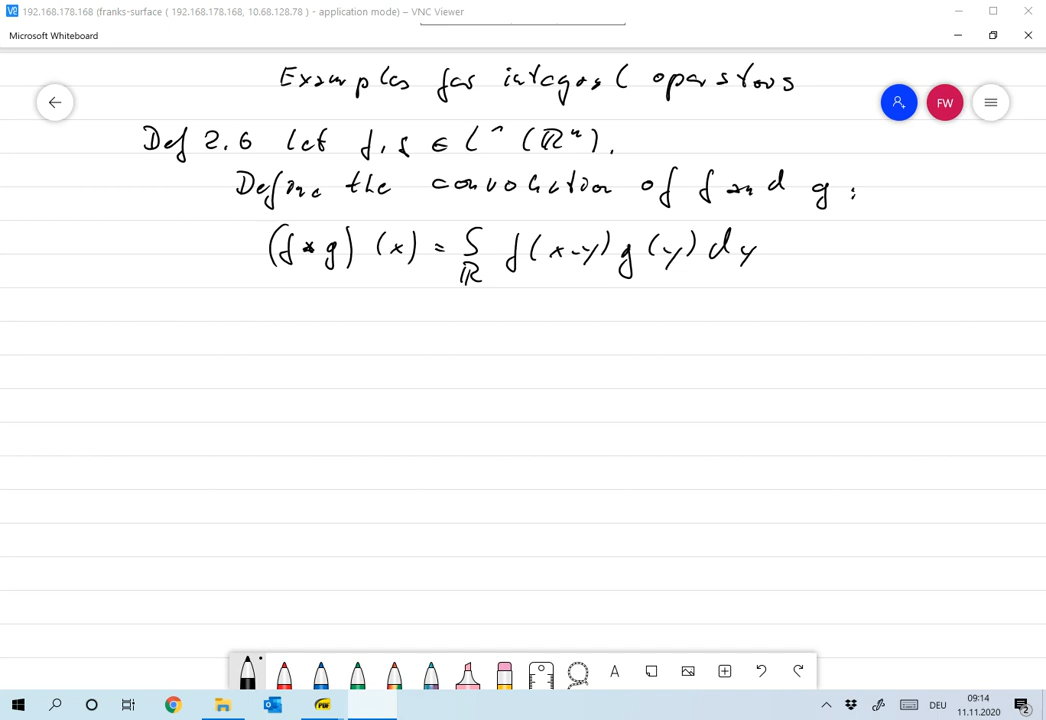 192.168.178.168 (franks-surface ( 192.168.178.168, 10.68.128.78 ) - application mode) – VNC Viewer
Microsoft Whiteboard
Examples for integral operators
FW
Def 2.6 Let f, g ∈ L^1 (ℝ^n).
Define the convolution of f and g :
(f * g) (x) = ∫_ℝ f(x-y) g(y) dy
A
DEU
09:14
11.11.2020
2